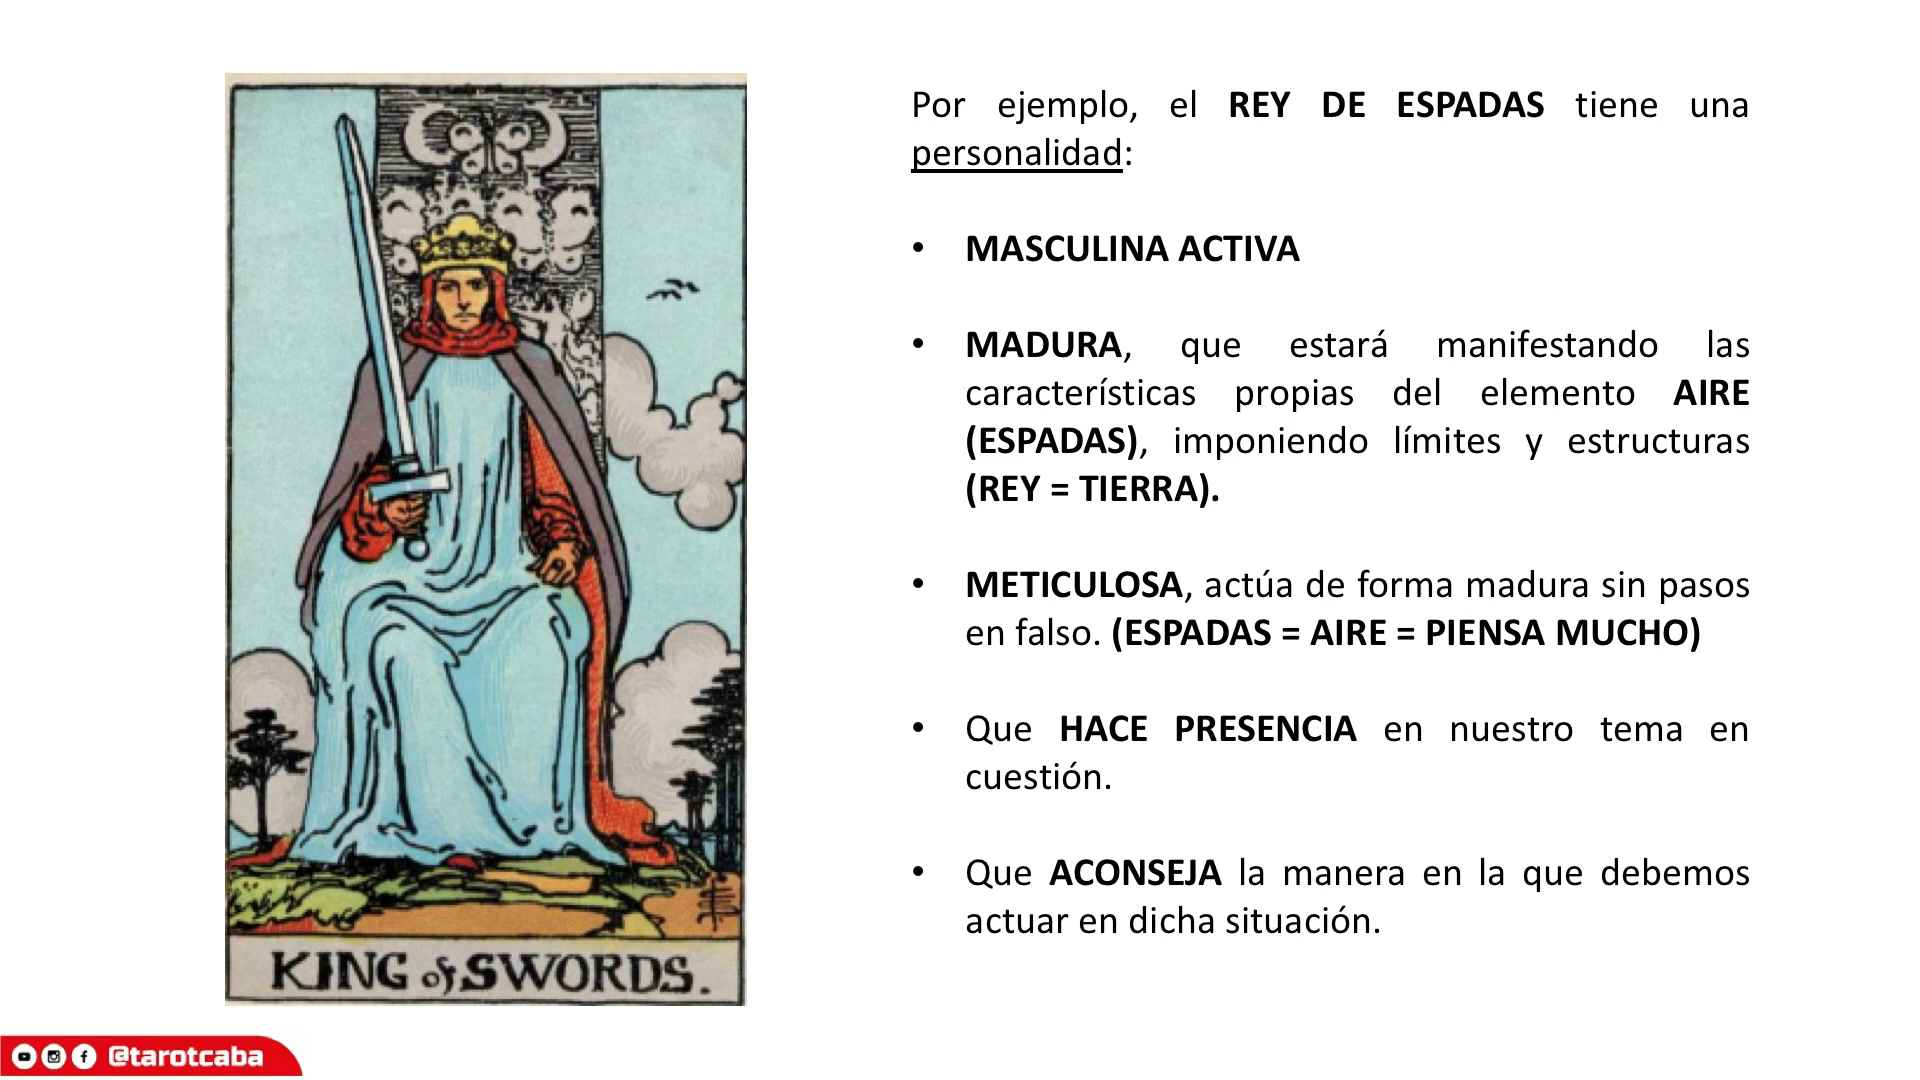 KING of SWORDS.
Por ejemplo, el REY DE ESPADAS tiene una
personalidad:
• MASCULINA ACTIVA
• MADURA, que estará manifestando las
características propias del elemento AIRE
(ESPADAS), imponiendo límites y estructuras
(REY = TIERRA).
• METICULOSA, actúa de forma madura sin pasos
en falso. (ESPADAS = AIRE = PIENSA MUCHO)
• Que HACE PRESENCIA en nuestro tema en
cuestión.
• Que ACONSEJA la manera en la que debemos
actuar en dicha situación.
@tarotcaba